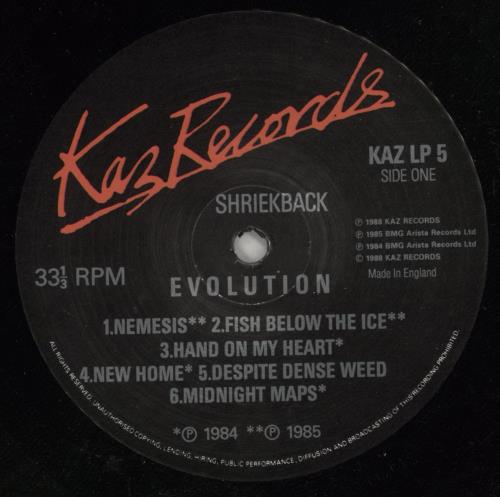 Kaz Records
KAZ LP 5
SIDE ONE
SHRIEKBACK
℗ 1988 KAZ RECORDS
℗ 1985 BMG Arista Records Ltd
℗ 1984 BMG Arista Records Ltd
© 1988 KAZ RECORDS
Made in England
33⅓ RPM
EVOLUTION
1.NEMESIS** 2.FISH BELOW THE ICE**
3.HAND ON MY HEART*
4.NEW HOME* 5.DESPITE DENSE WEED
6.MIDNIGHT MAPS*
*℗ 1984 **℗ 1985
ALL RIGHTS RESERVED. UNAUTHORISED COPYING, LENDING, HIRING, PUBLIC PERFORMANCE, DIFFUSION AND BROADCASTING OF THIS RECORDING PROHIBITED.